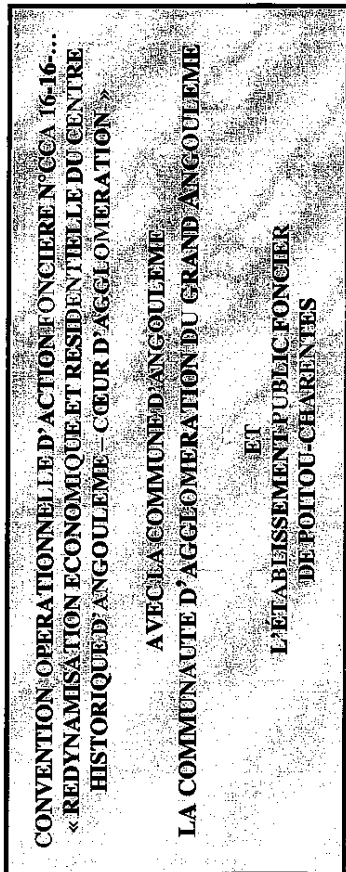 CONVENTION OPERATIONNELLE D'ACTION FONCIERE N°CCA 16-16-…
« REDYNAMISATION ECONOMIQUE ET RESIDENTIELLE DU CENTRE
HISTORIQUE D'ANGOULEME – CŒUR D'AGGLOMERATION »
AVEC LA COMMUNE D'ANGOULEME
LA COMMUNAUTE D'AGGLOMERATION DU GRAND ANGOULEME
ET
L'ÉTABLISSEMENT PUBLIC FONCIER
DE POITOU-CHARENTES